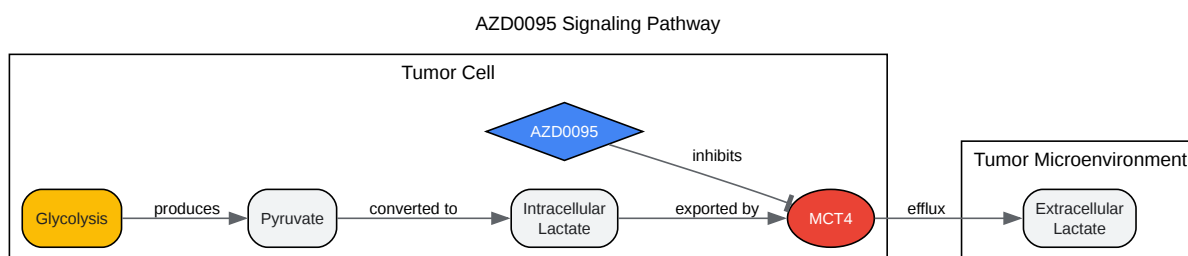 AZD0095 Signaling Pathway
Tumor Cell
AZD0095
inhibits
Tumor Microenvironment
Glycolysis
produces
Pyruvate
converted to
Intracellular
Lactate
exported by
MCT4
efflux
Extracellular
Lactate